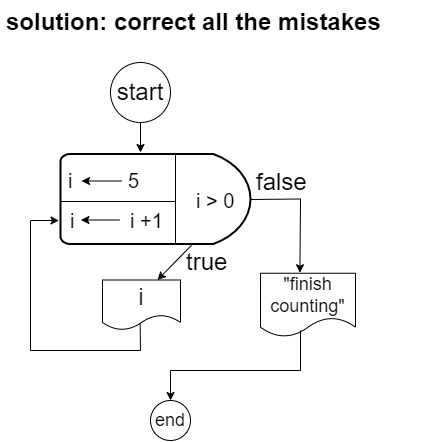 solution: correct all the mistakes
start
i ← 5
i > 0
false
i ← i +1
true
i
"finish
counting"
end